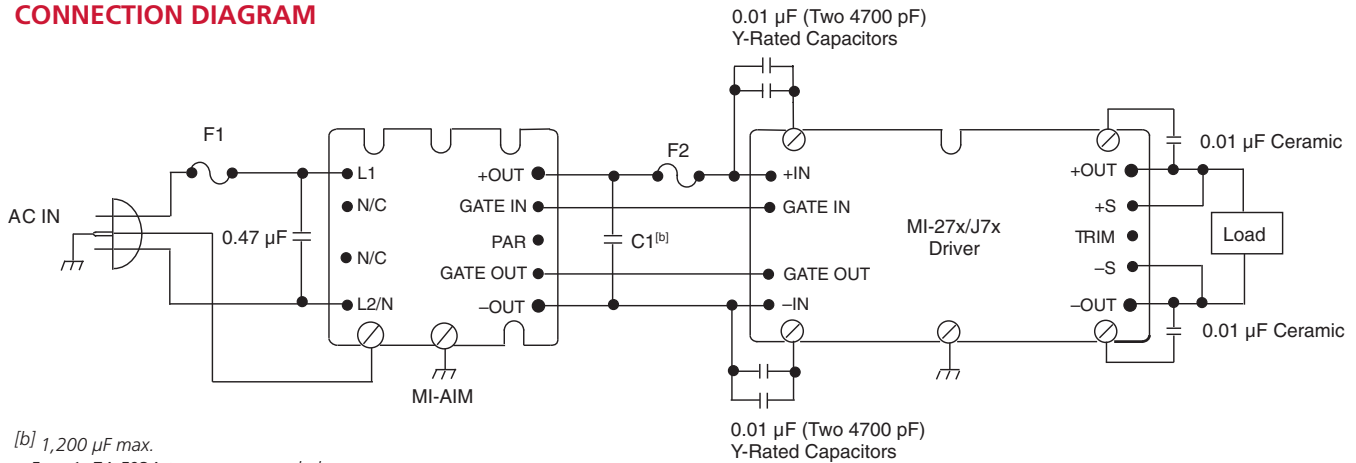 CONNECTION DIAGRAM
0.01 µF (Two 4700 pF)
Y-Rated Capacitors
F1
F2
0.01 µF Ceramic
L1
+OUT
+IN
+OUT
AC IN
N/C
GATE IN
GATE IN
+S
0.47 µF
PAR
C1[b]
MI-27x/J7x
Driver
TRIM
Load
N/C
GATE OUT
GATE OUT
–S
L2/N
–OUT
–IN
–OUT
0.01 µF Ceramic
MI-AIM
0.01 µF (Two 4700 pF)
Y-Rated Capacitors
[b] 1,200 µF max.